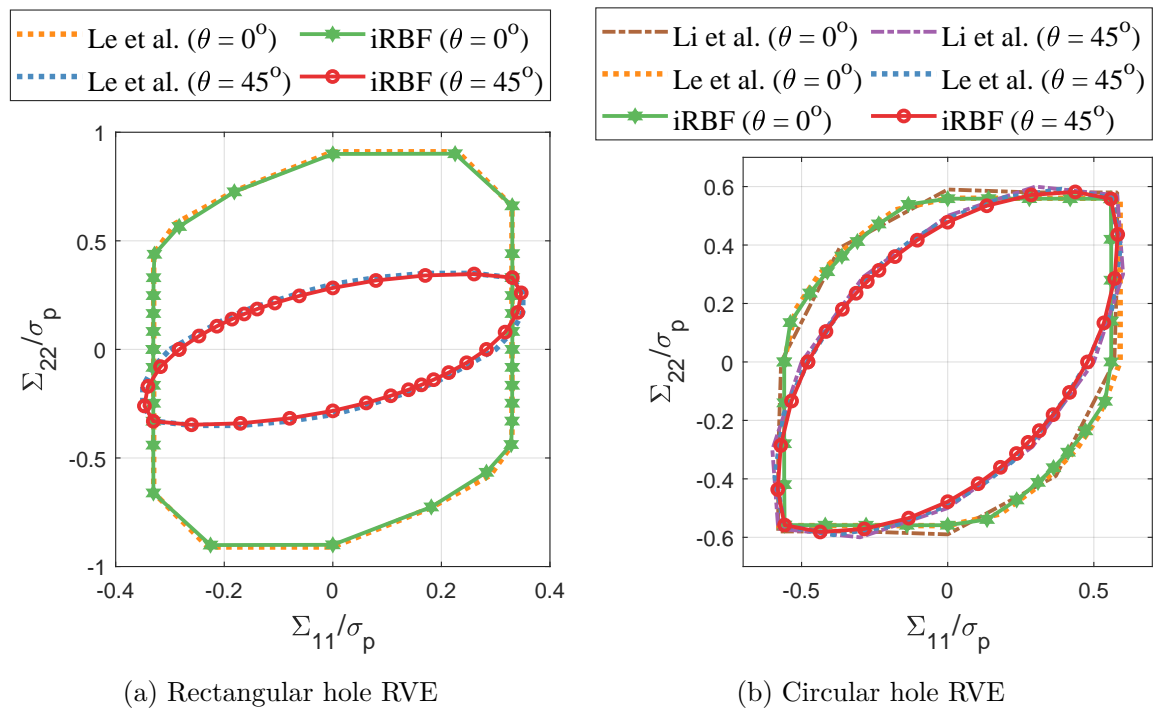 Le et al. (θ = 0°) iRBF (θ = 0°)
Le et al. (θ = 45°) iRBF (θ = 45°)
1
0.5
0
-0.5
-1
-0.4 -0.2 0 0.2 0.4
Σ22/σp
Σ11/σp
(a) Rectangular hole RVE
Li et al. (θ = 0°) Li et al. (θ = 45°)
Le et al. (θ = 0°) Le et al. (θ = 45°)
iRBF (θ = 0°) iRBF (θ = 45°)
0.6
0.4
0.2
0
-0.2
-0.4
-0.6
-0.5 0 0.5
Σ22/σp
Σ11/σp
(b) Circular hole RVE